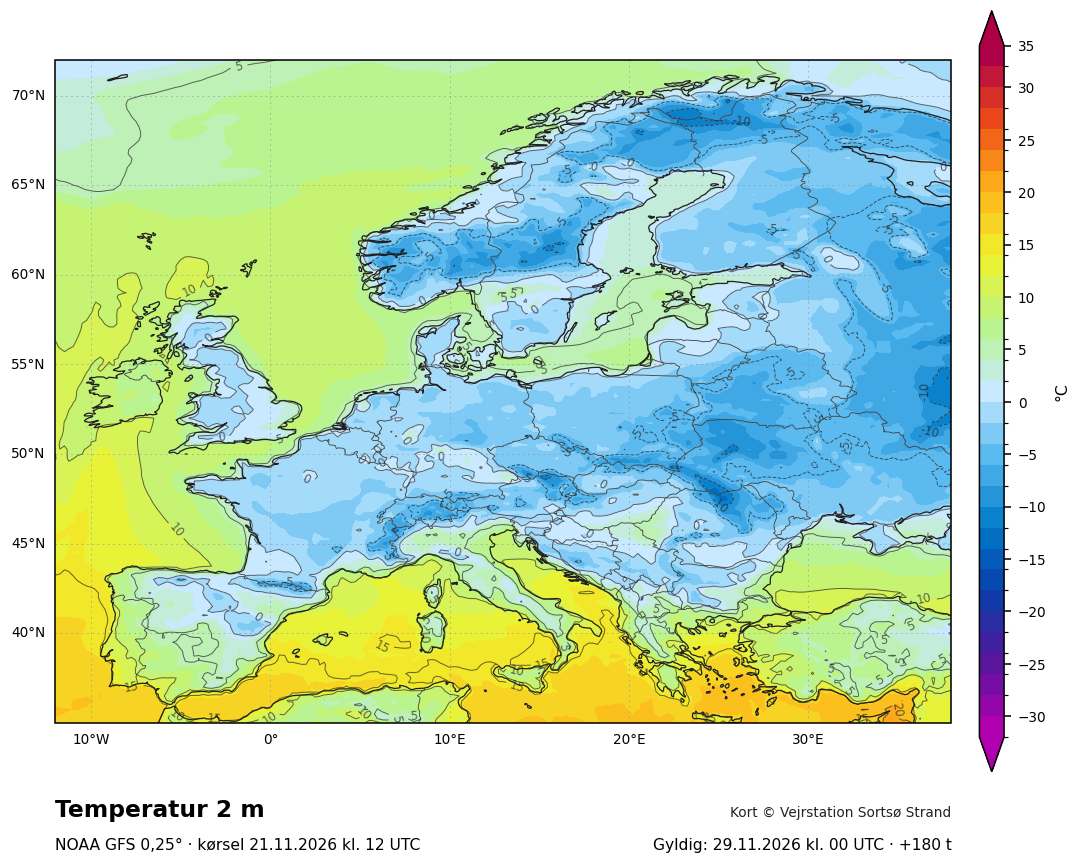 70°N
65°N
60°N
55°N
50°N
45°N
40°N
10°W
0°
10°E
20°E
30°E
35
30
25
20
15
10
5
0
−5
−10
−15
−20
−25
−30
°C
Temperatur 2 m
Kort © Vejrstation Sortsø Strand
NOAA GFS 0,25° · kørsel 21.11.2026 kl. 12 UTC
Gyldig: 29.11.2026 kl. 00 UTC · +180 t